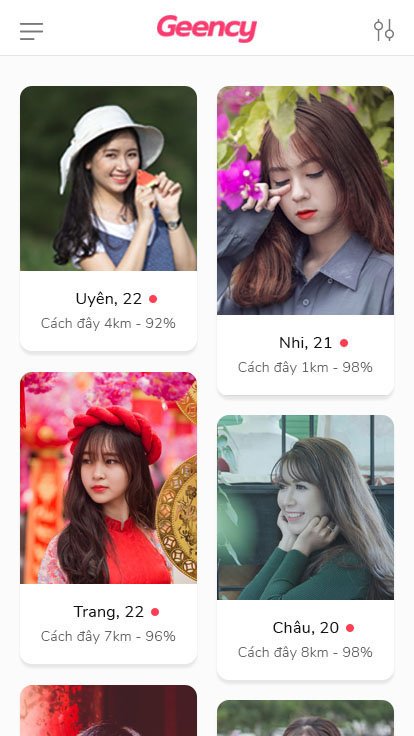 Geency
Uyên, 22
Cách đây 4km - 92%
Nhi, 21
Cách đây 1km - 98%
Trang, 22
Cách đây 7km - 96%
Châu, 20
Cách đây 8km - 98%